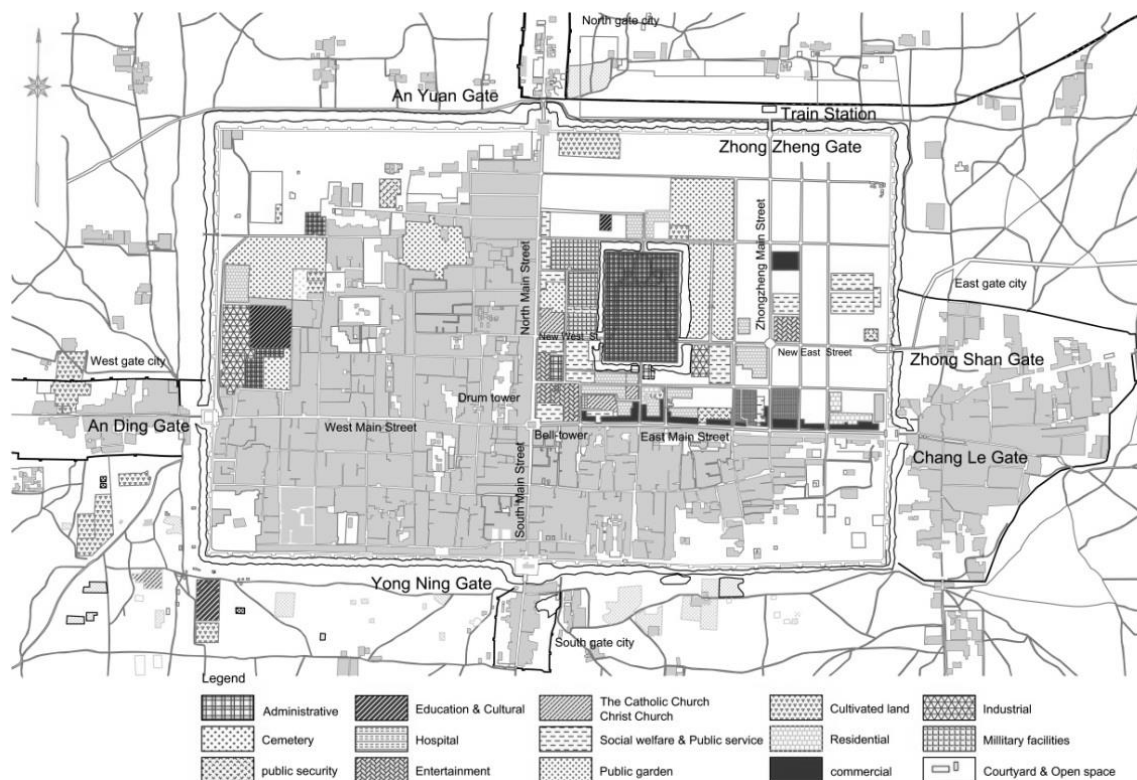 North gate city
An Yuan Gate
Train Station
Zhong Zheng Gate
North Main Street
Zhongzheng Main Street
East gate city
New West St.
New East Street
West gate city
Zhong Shan Gate
Drum tower
An Ding Gate
West Main Street
Bell-tower
East Main Street
South Main Street
Chang Le Gate
Yong Ning Gate
South gate city
Legend
Administrative
Education & Cultural
The Catholic Church
Christ Church
Cultivated land
Industrial
Cemetery
Hospital
Social welfare & Public service
Residential
Millitary facilities
public security
Entertainment
Public garden
commercial
Courtyard & Open space